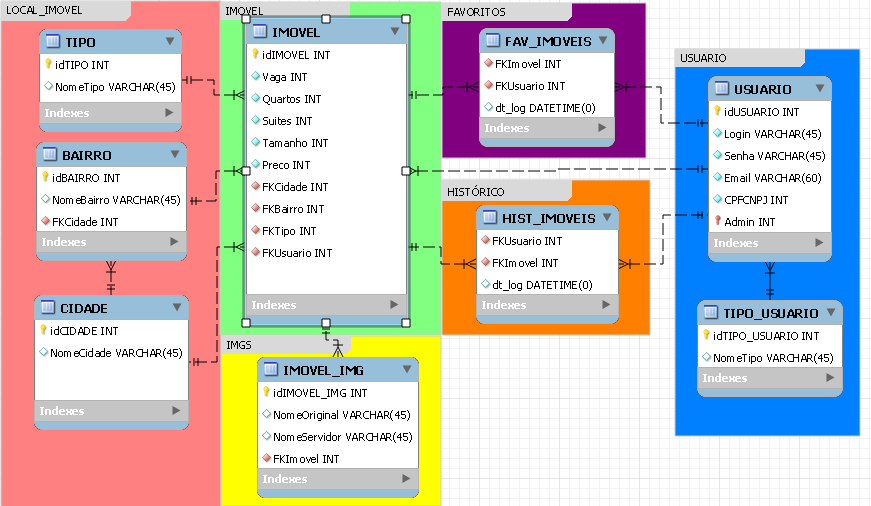 LOCAL_IMOVEL
TIPO
idTIPO INT
NomeTipo VARCHAR(45)
Indexes
BAIRRO
idBAIRRO INT
NomeBairro VARCHAR(45)
FKCidade INT
Indexes
CIDADE
idCIDADE INT
NomeCidade VARCHAR(45)
Indexes
IMOVEL
IMOVEL
idIMOVEL INT
Vaga INT
Quartos INT
Suites INT
Tamanho INT
Preco INT
FKCidade INT
FKBairro INT
FKTipo INT
FKUsuario INT
Indexes
IMGS
IMOVEL_IMG
idIMOVEL_IMG INT
NomeOriginal VARCHAR(45)
NomeServidor VARCHAR(45)
FKImovel INT
Indexes
FAVORITOS
FAV_IMOVEIS
FKImovel INT
FKUsuario INT
dt_log DATETIME(0)
Indexes
HISTÓRICO
HIST_IMOVEIS
FKUsuario INT
FKImovel INT
dt_log DATETIME(0)
Indexes
USUARIO
USUARIO
idUSUARIO INT
Login VARCHAR(45)
Senha VARCHAR(45)
Email VARCHAR(60)
CPFCNPJ INT
Admin INT
Indexes
TIPO_USUARIO
idTIPO_USUARIO INT
NomeTipo VARCHAR(45)
Indexes